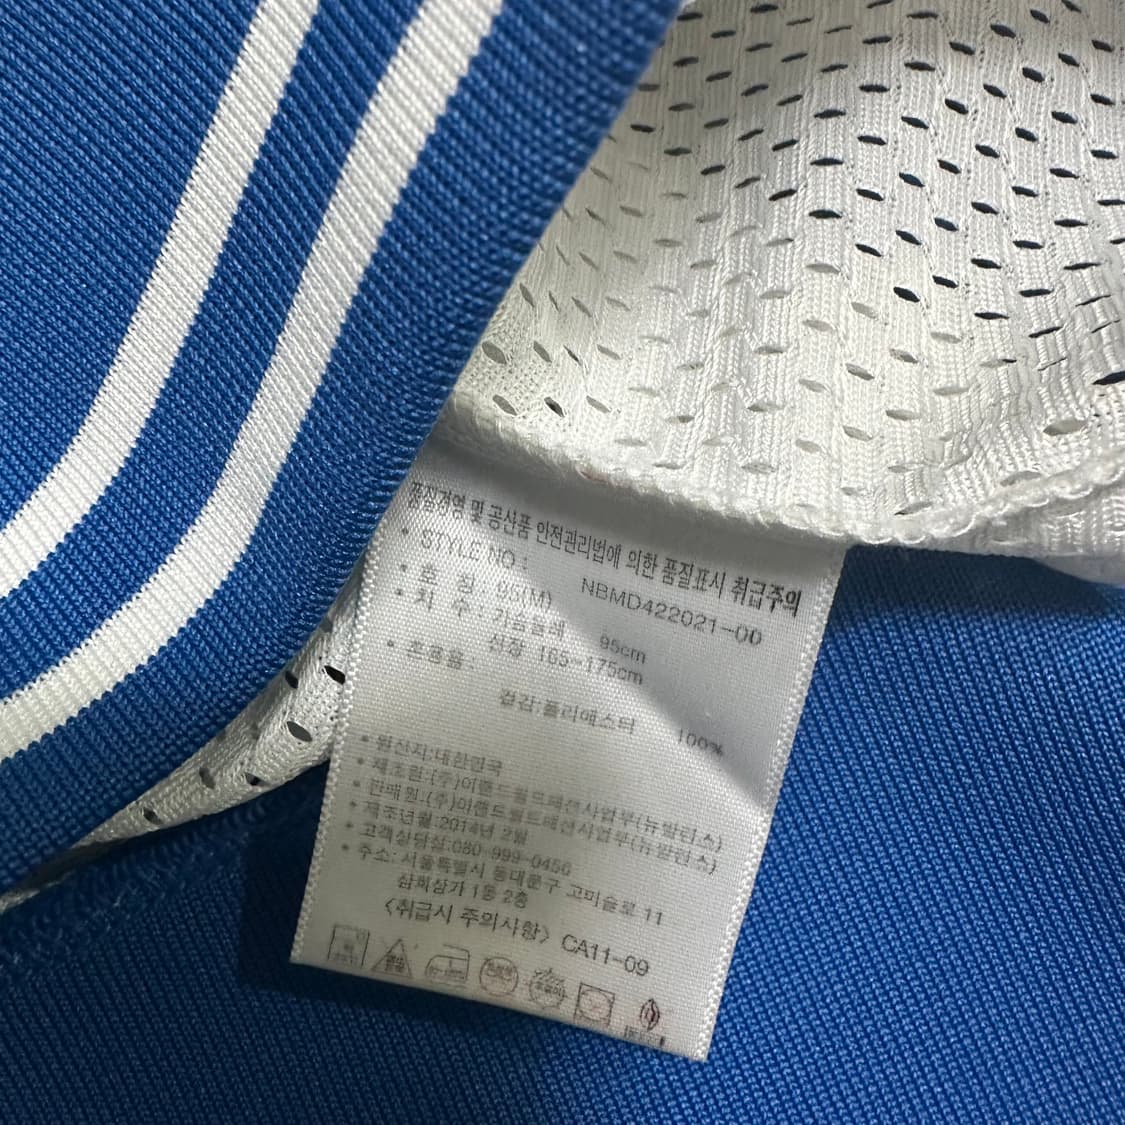 품질경영 및 공산품 안전관리법에 의한 품질표시 취급주의
• STYLE NO : NBMD422021-00
• 호 칭 : 95(M)
• 치 수 : 가슴둘레 95cm
신장 165-175cm
• 혼용율 :
겉감:폴리에스터 100%
• 원산지:대한민국
• 제조원:(주)이랜드월드패션사업부(뉴발란스)
• 판매원:(주)이랜드월드패션사업부(뉴발란스)
• 제조년월:2014년 2월
• 고객상담실:080-999-0456
• 주소: 서울특별시 동대문구 고미술로 11
삼희상가 1동 2층
<취급시 주의사항> CA11-09